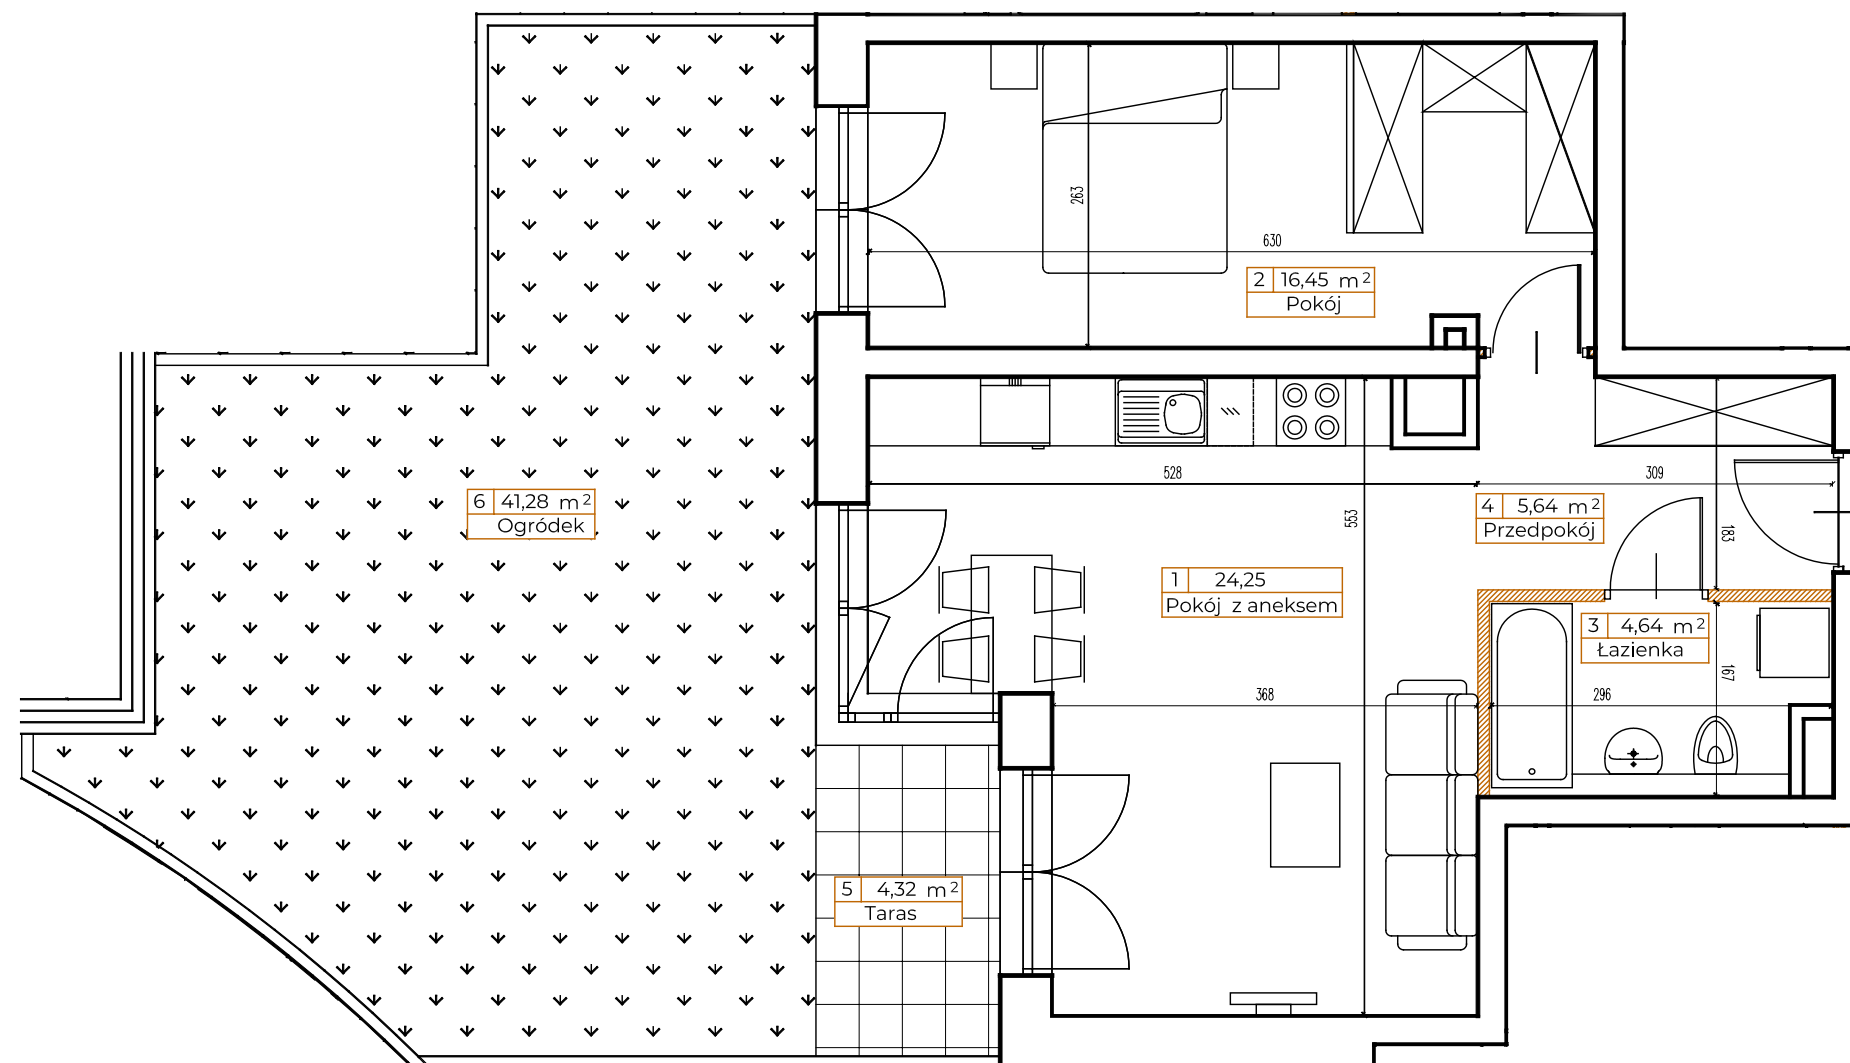 263
630
2 16,45 m²
Pokój
528
309
6 41,28 m²
Ogródek
553
4 5,64 m²
Przedpokój
183
1 24,25
Pokój z aneksem
3 4,64 m²
Łazienka
167
368
296
5 4,32 m²
Taras